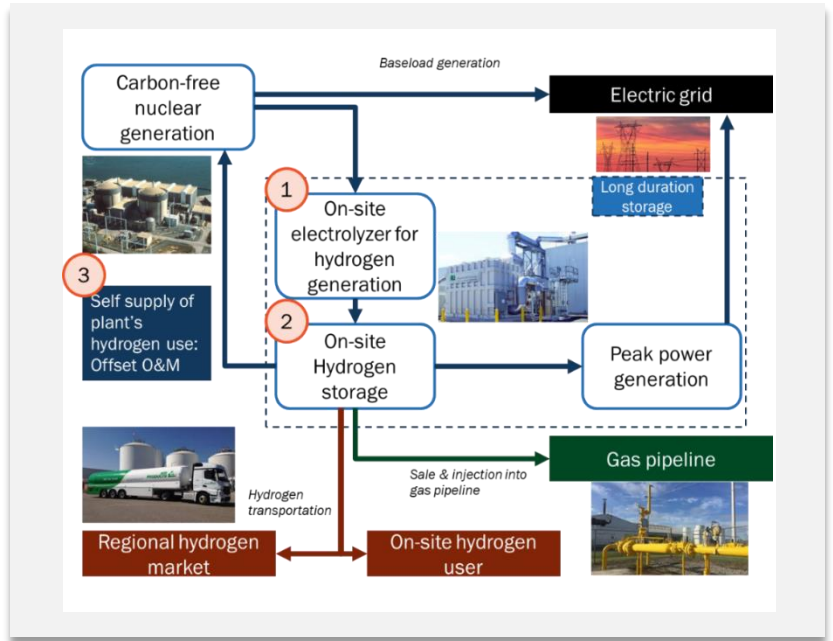 Baseload generation
Carbon-free
nuclear
generation
Electric grid
1
Long duration
storage
On-site
electrolyzer for
hydrogen
generation
3
Self supply of
plant's
hydrogen use:
Offset O&M
2
On-site
Hydrogen
storage
Peak power
generation
Gas pipeline
Sale & injection into
gas pipeline
Hydrogen
transportation
Regional hydrogen
market
On-site hydrogen
user